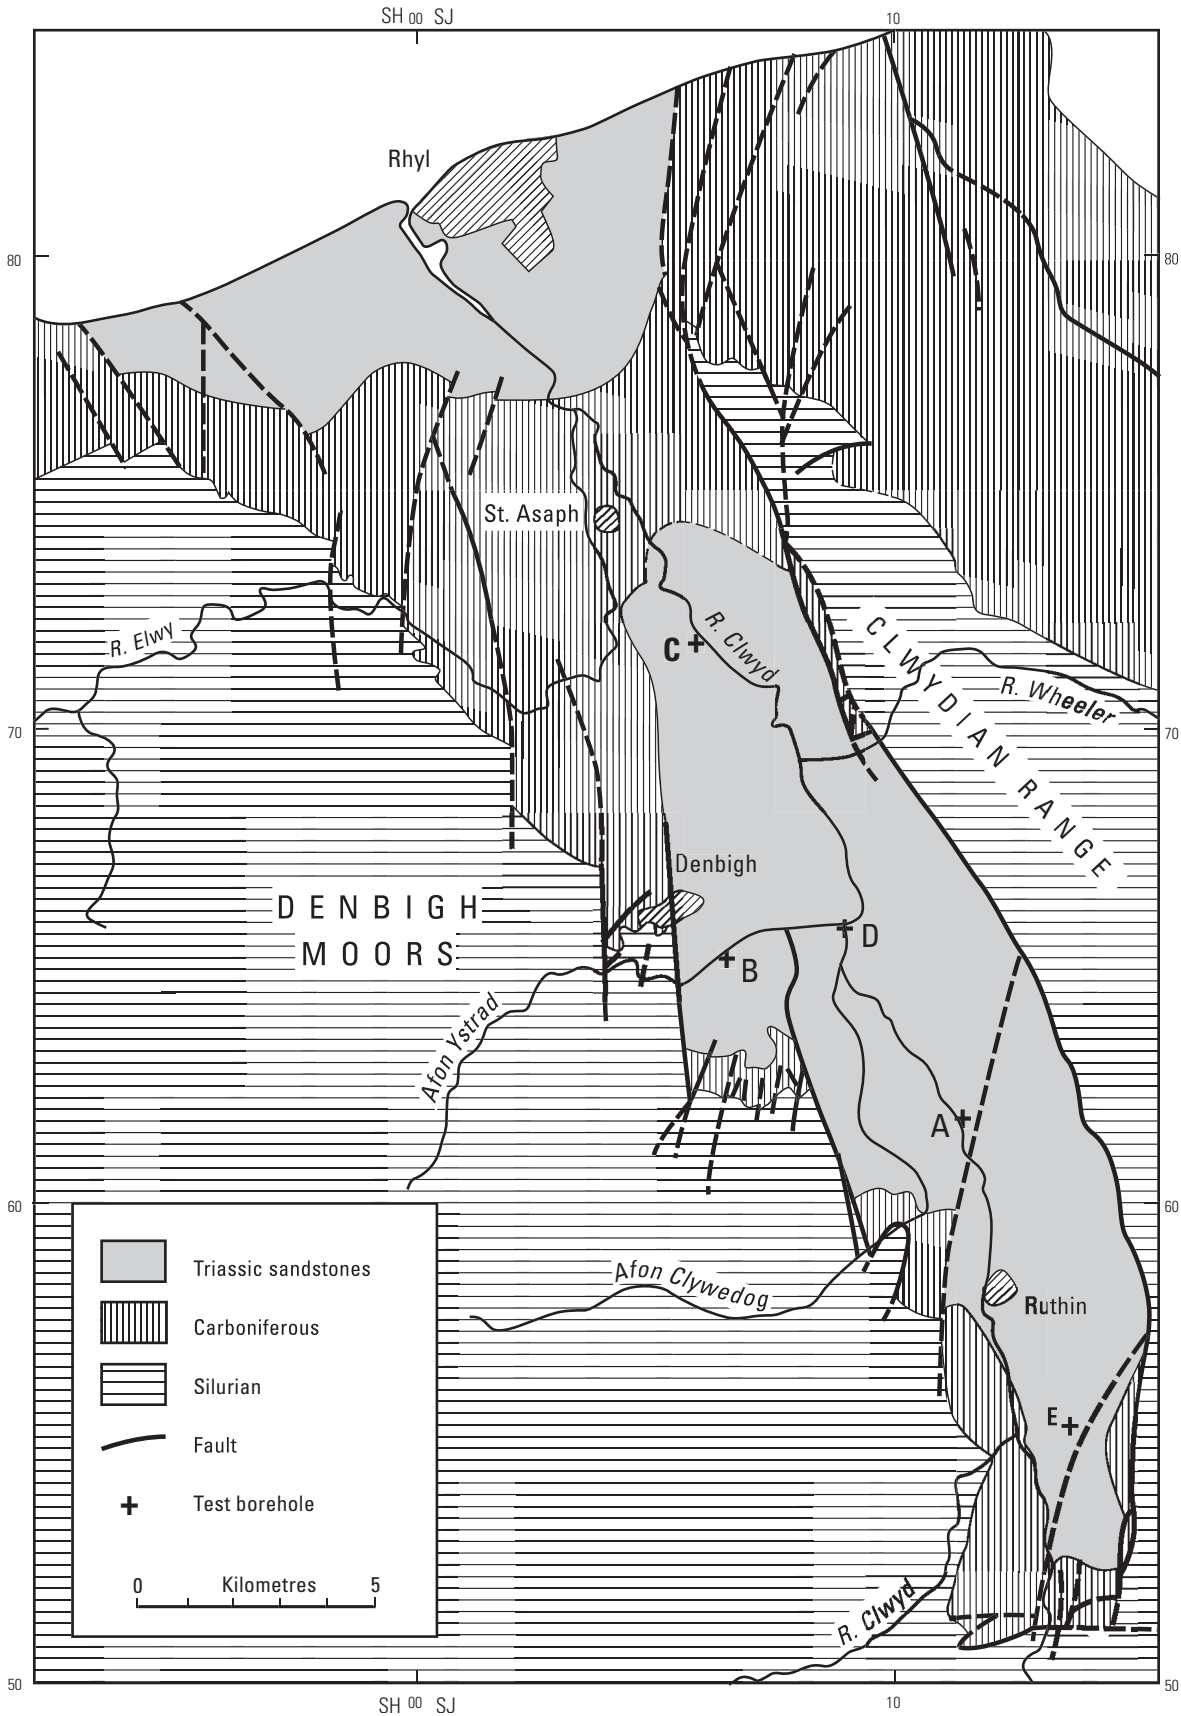 SH 00 SJ
10
Rhyl
80
80
St. Asaph
R. Elwy
C
R. Clwyd
CLWYDIAN RANGE
R. Wheeler
70
70
Denbigh
DENBIGH
MOORS
D
B
Afon Ystrad
A
60
60
Afon Clywedog
Ruthin
E
Triassic sandstones
Carboniferous
Silurian
Fault
Test borehole
0 Kilometres 5
R. Clwyd
50
50
SH 00 SJ
10